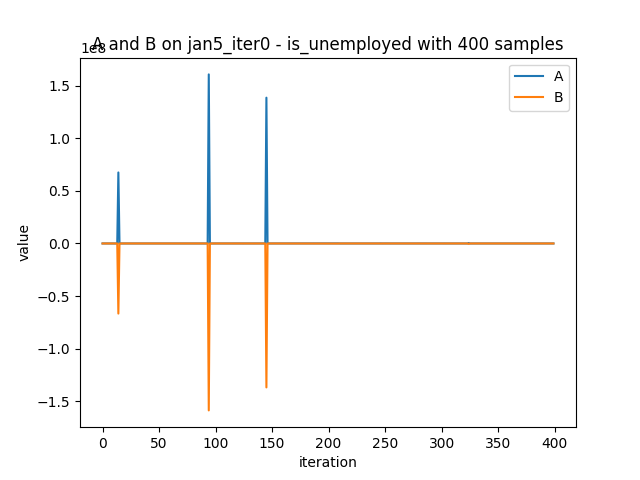 A and B on jan5_iter0 - is_unemployed with 400 samples
1e8
A
B
1.5
1.0
0.5
0.0
−0.5
−1.0
−1.5
value
0 50 100 150 200 250 300 350 400
iteration